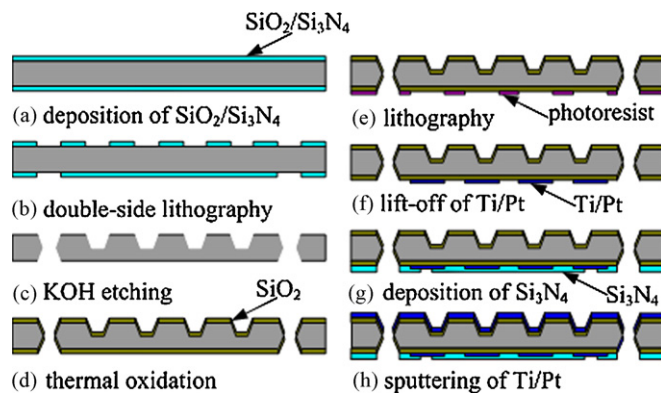 SiO₂/Si₃N₄
(a) deposition of SiO₂/Si₃N₄
(b) double-side lithography
(c) KOH etching
SiO₂
(d) thermal oxidation
(e) lithography
photoresist
(f) lift-off of Ti/Pt
Ti/Pt
(g) deposition of Si₃N₄
Si₃N₄
(h) sputtering of Ti/Pt